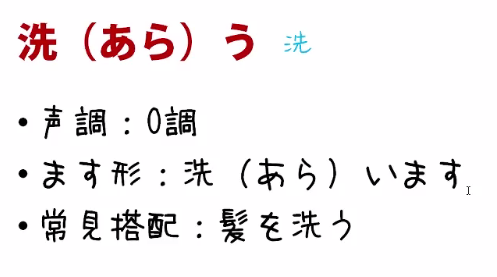 洗（あら）う 洗
• 声調：0調
• ます形：洗（あら）います
• 常見搭配：髪を洗う